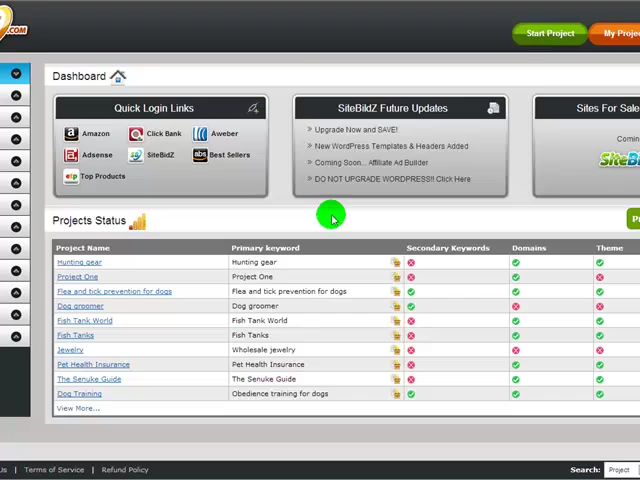 .COM
Start Project
My Proje
Dashboard
Quick Login Links
SiteBildZ Future Updates
Sites For Sale
Amazon
Click Bank
Aweber
Adsense
SiteBidZ
Best Sellers
Top Products
Upgrade Now and SAVE!
New WordPress Templates & Headers Added
Coming Soon... Affiliate Ad Builder
DO NOT UPGRADE WORDPRESS!! Click Here
Comin
SiteB
Projects Status
Project Name Primary keyword Secondary Keywords Domains Theme
Hunting gear Hunting gear
Project One Project One
Flea and tick prevention for dogs Flea and tick prevention for dogs
Dog groomer Dog groomer
Fish Tank World Fish Tank World
Fish Tanks Fish Tanks
Jewelry Wholesale jewelry
Pet Health Insurance Pet Health Insurance
The Senuke Guide The Senuke Guide
Dog Training Obedience training for dogs
View More...
Us | Terms of Service | Refund Policy
Search: Project